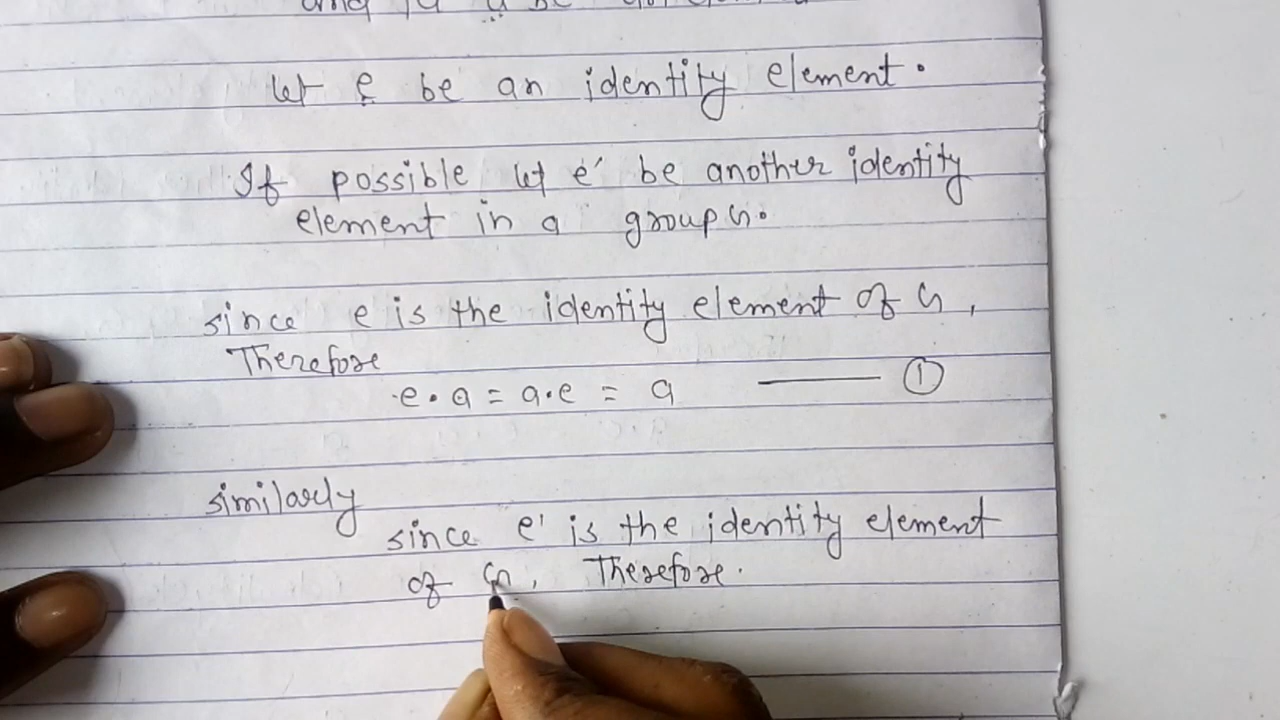 Let e be an identity element.
If possible let e' be another identity
element in a group G.
since e is the identity element of G,
Therefore
e.a = a.e = a ——— ①
similarly
since e' is the identity element
of G, Therefore.